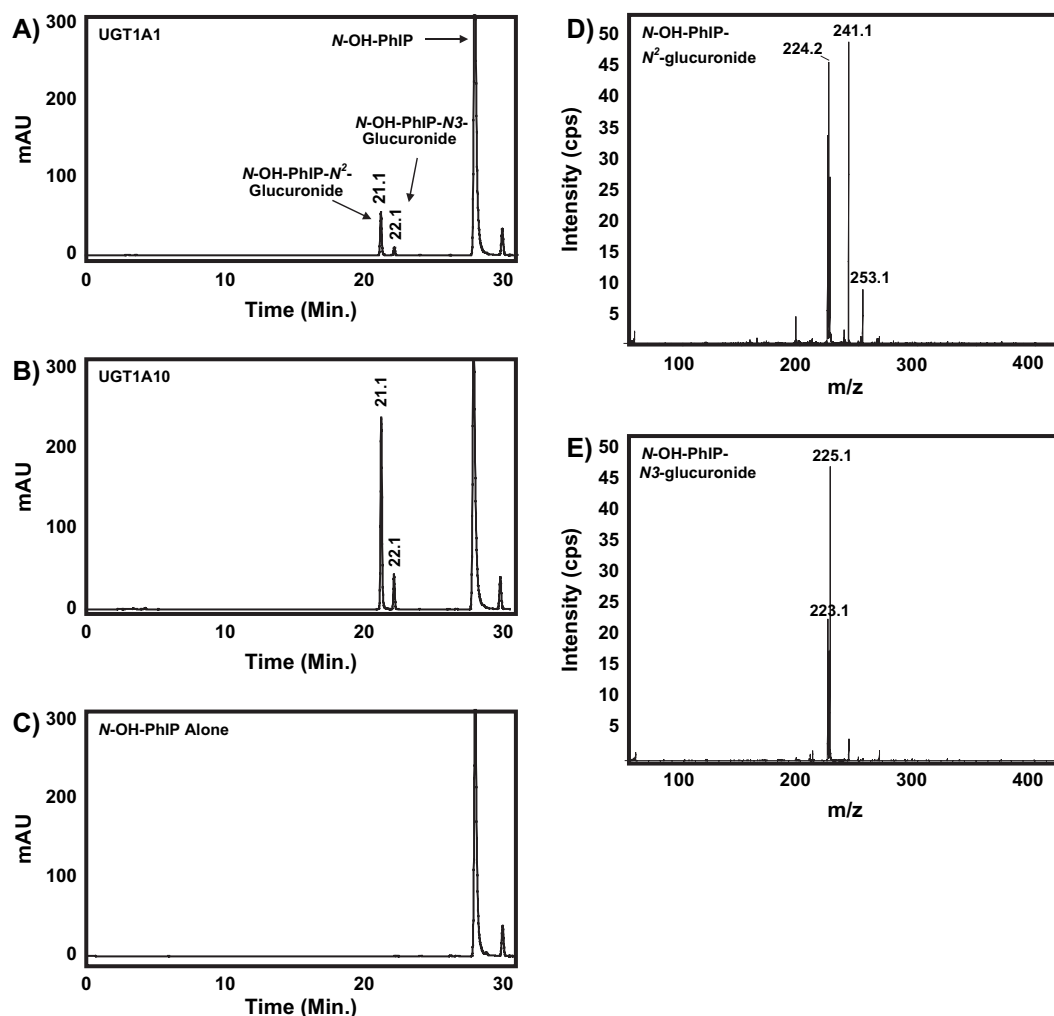 A)
UGT1A1
N-OH-PhIP
N-OH-PhIP-N3-
Glucuronide
N-OH-PhIP-N²-
Glucuronide
21.1
22.1
300
200
100
0
mAU
0 10 20 30
Time (Min.)
B)
UGT1A10
21.1
22.1
300
200
100
0
mAU
0 10 20 30
Time (Min.)
C)
N-OH-PhIP Alone
300
200
100
0
mAU
0 10 20 30
Time (Min.)
D)
N-OH-PhIP-
N²-glucuronide
224.2
241.1
253.1
50
45
40
35
30
25
20
15
10
5
Intensity (cps)
100 200 300 400
m/z
E)
N-OH-PhIP-
N3-glucuronide
225.1
223.1
50
45
40
35
30
25
20
15
10
5
Intensity (cps)
100 200 300 400
m/z